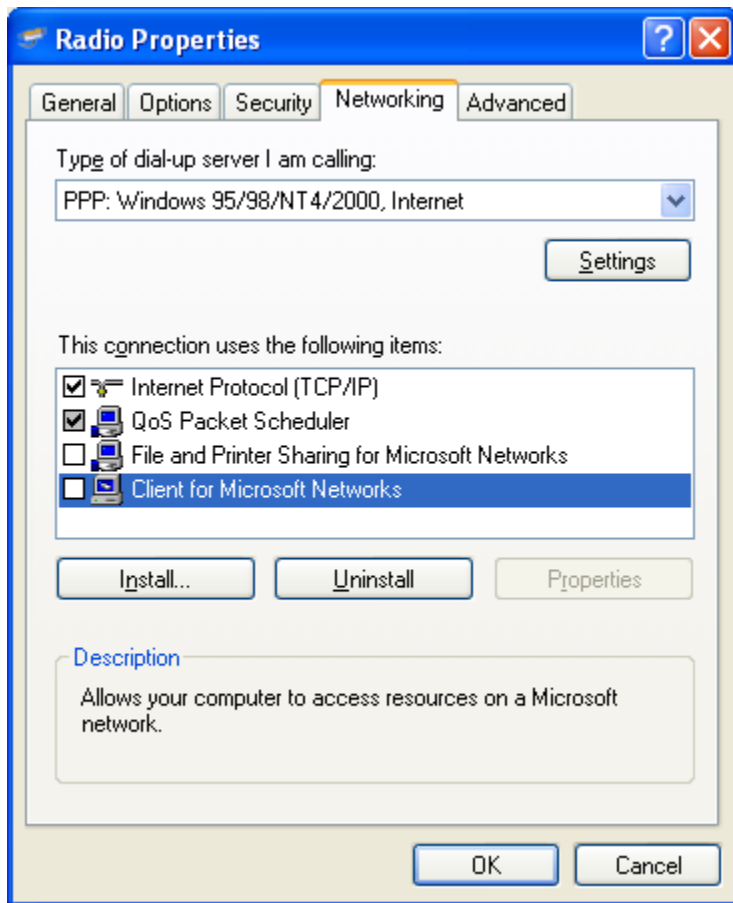 Radio Properties
General Options Security Networking Advanced
Type of dial-up server I am calling:
PPP: Windows 95/98/NT4/2000, Internet
Settings
This connection uses the following items:
Internet Protocol (TCP/IP)
QoS Packet Scheduler
File and Printer Sharing for Microsoft Networks
Client for Microsoft Networks
Install... Uninstall Properties
Description
Allows your computer to access resources on a Microsoft
network.
OK Cancel